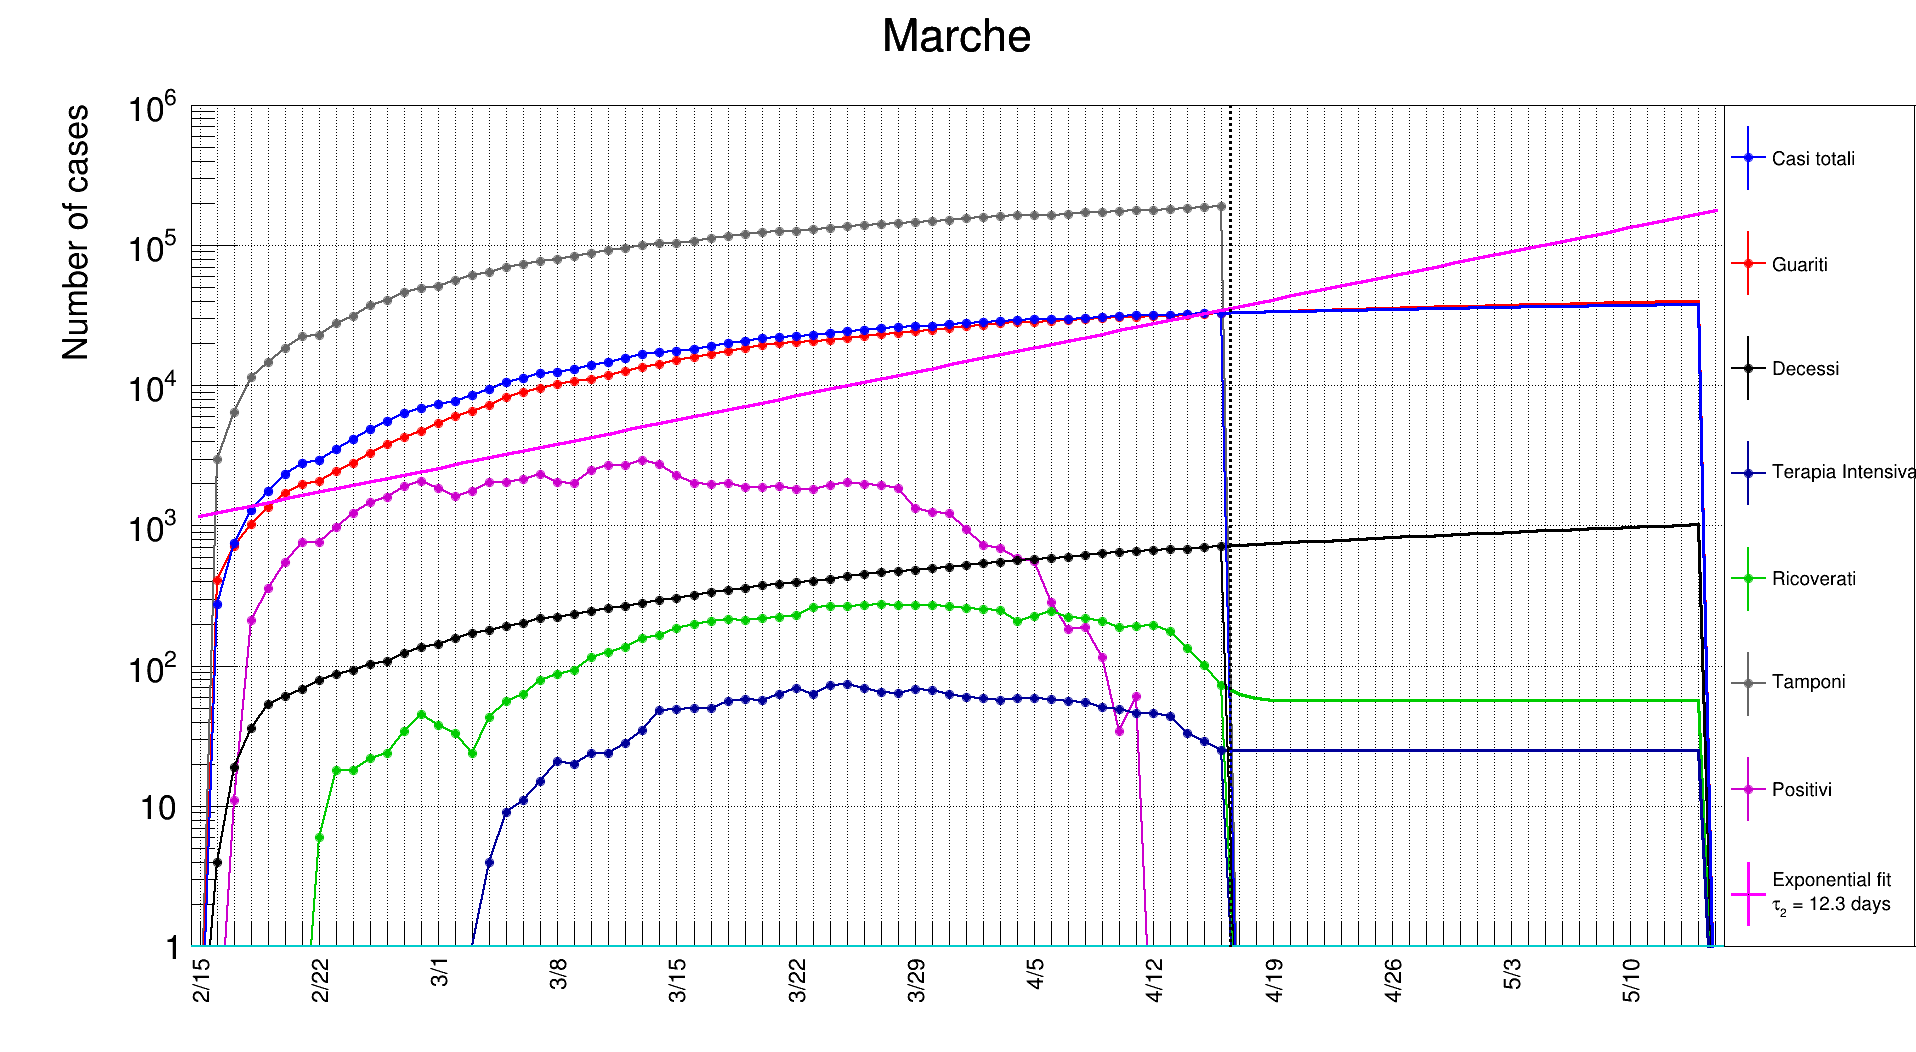 Marche
Number of cases
10^6
10^5
10^4
10^3
10^2
10
1
2/15
2/22
3/1
3/8
3/15
3/22
3/29
4/5
4/12
4/19
4/26
5/3
5/10
Casi totali
Guariti
Decessi
Terapia Intensiva
Ricoverati
Tamponi
Positivi
Exponential fit
τ₂ = 12.3 days